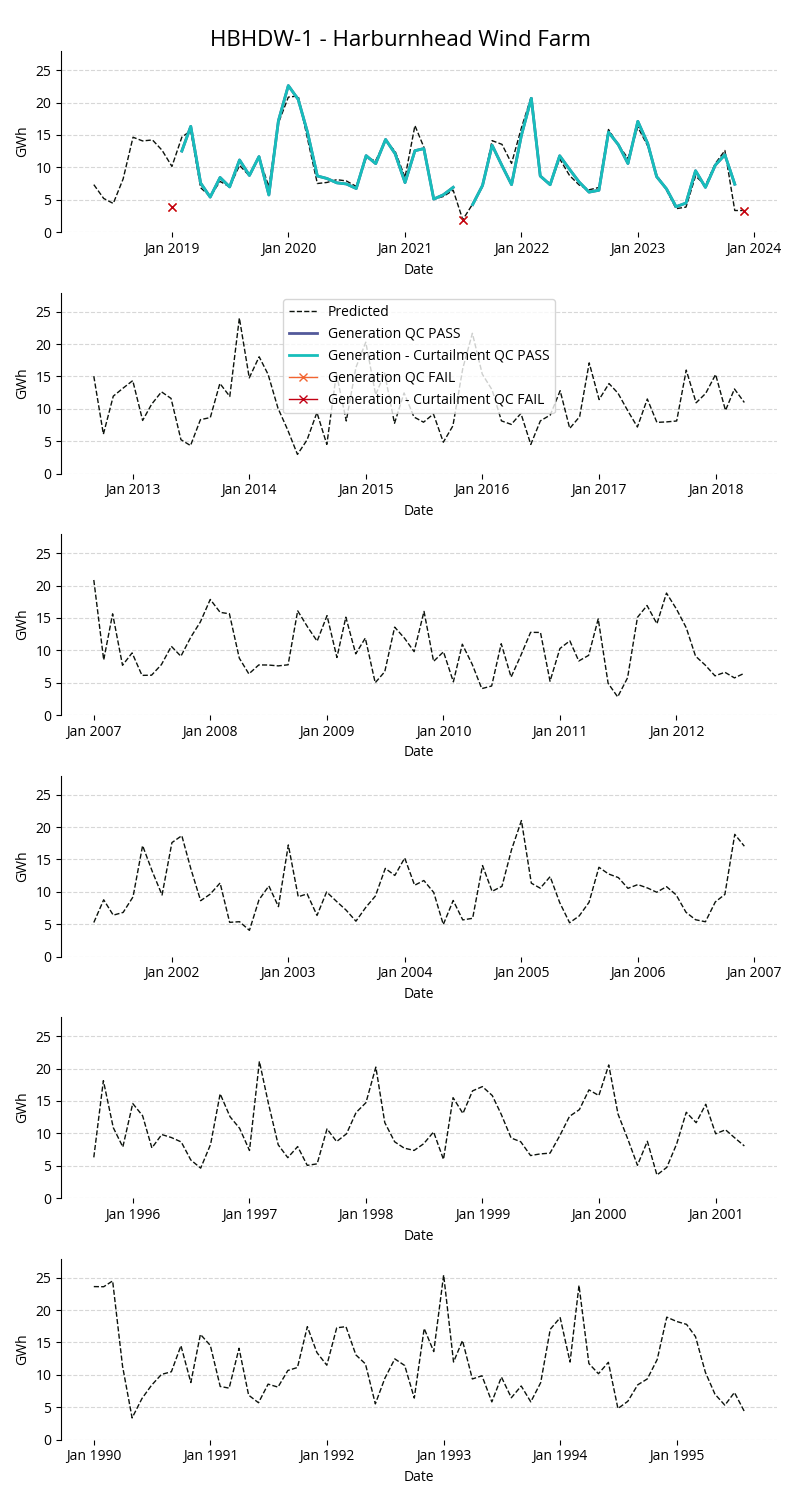 HBHDW-1 - Harburnhead Wind Farm
25
20
15
10
5
0
GWh
Jan 2019 Jan 2020 Jan 2021 Jan 2022 Jan 2023 Jan 2024
Date
25
20
15
10
5
0
GWh
Predicted
Generation QC PASS
Generation - Curtailment QC PASS
Generation QC FAIL
Generation - Curtailment QC FAIL
Jan 2013 Jan 2014 Jan 2015 Jan 2016 Jan 2017 Jan 2018
Date
25
20
15
10
5
0
GWh
Jan 2007 Jan 2008 Jan 2009 Jan 2010 Jan 2011 Jan 2012
Date
25
20
15
10
5
0
GWh
Jan 2002 Jan 2003 Jan 2004 Jan 2005 Jan 2006 Jan 2007
Date
25
20
15
10
5
0
GWh
Jan 1996 Jan 1997 Jan 1998 Jan 1999 Jan 2000 Jan 2001
Date
25
20
15
10
5
0
GWh
Jan 1990 Jan 1991 Jan 1992 Jan 1993 Jan 1994 Jan 1995
Date